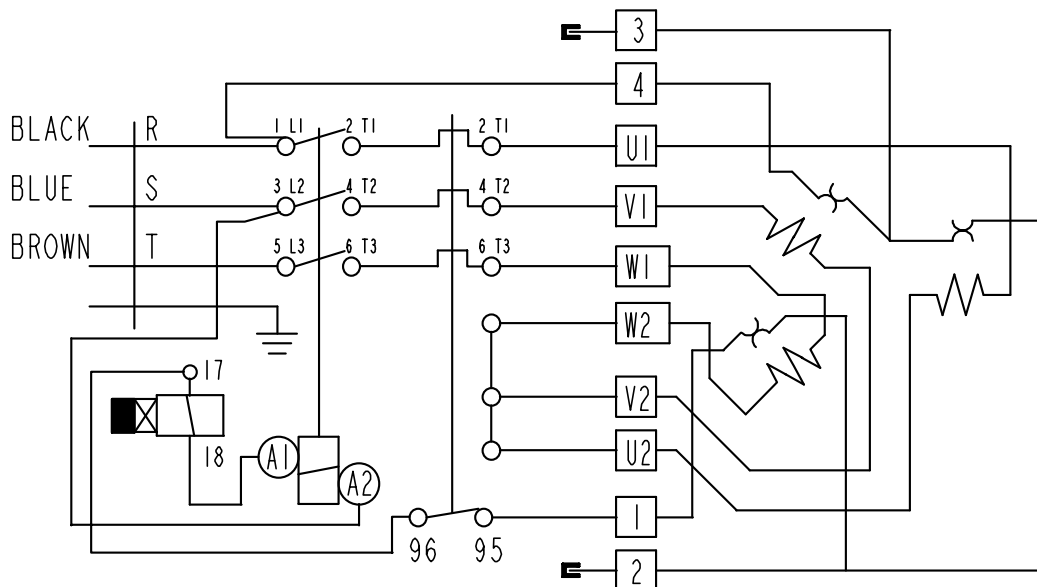 3
4
BLACK R 1 L1 2 T1 2 T1 U1
BLUE S 3 L2 4 T2 4 T2 V1
BROWN T 5 L3 6 T3 6 T3 W1
W2
17
V2
18 A1 U2
A2
1
96 95
2